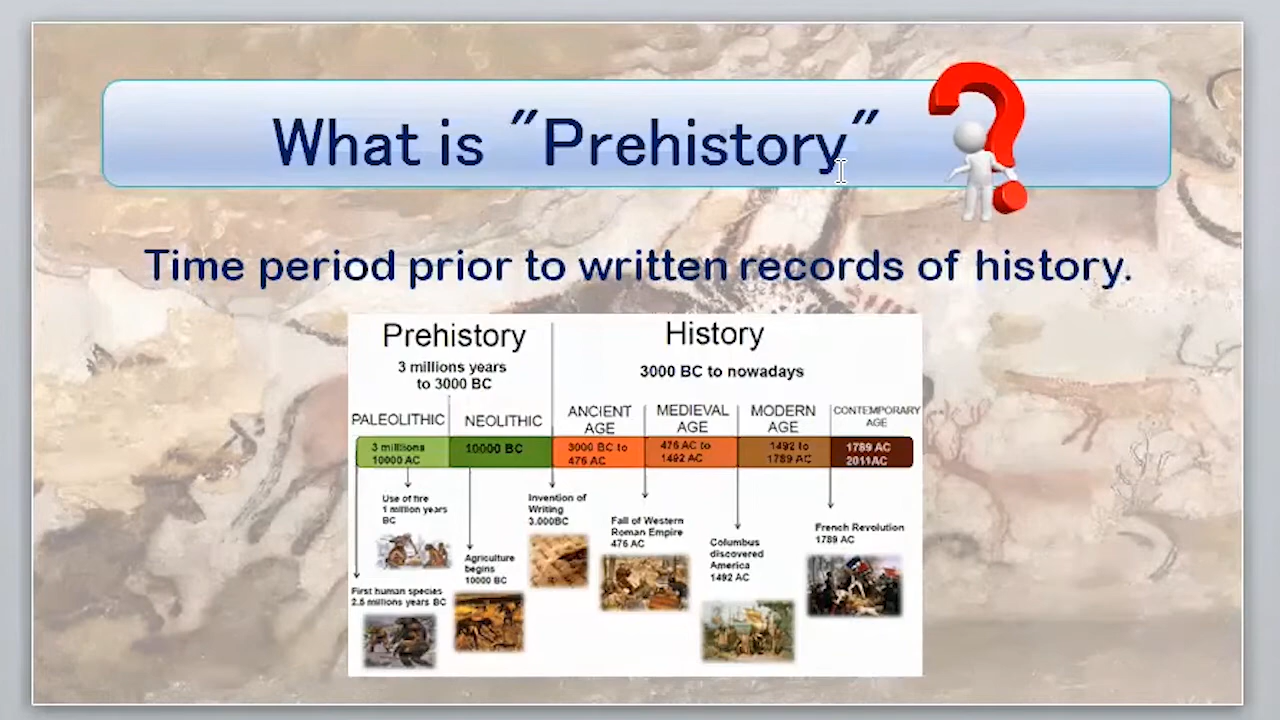 What is "Prehistory"
Time period prior to written records of history.
Prehistory
3 millions years
to 3000 BC
History
3000 BC to nowadays
PALEOLITHIC
NEOLITHIC
ANCIENT
AGE
MEDIEVAL
AGE
MODERN
AGE
CONTEMPORARY
AGE
3 millions
10000 AC
10000 BC
3000 BC to
476 AC
476 AC to
1492 AC
1492 to
1789 AC
1789 AC
2011AC
Use of fire
1 million years
BC
First human species
2.5 millions years BC
Agriculture
begins
10000 BC
Invention of
Writing
3.000BC
Fall of Western
Roman Empire
476 AC
Columbus
discovered
America
1492 AC
French Revolution
1789 AC